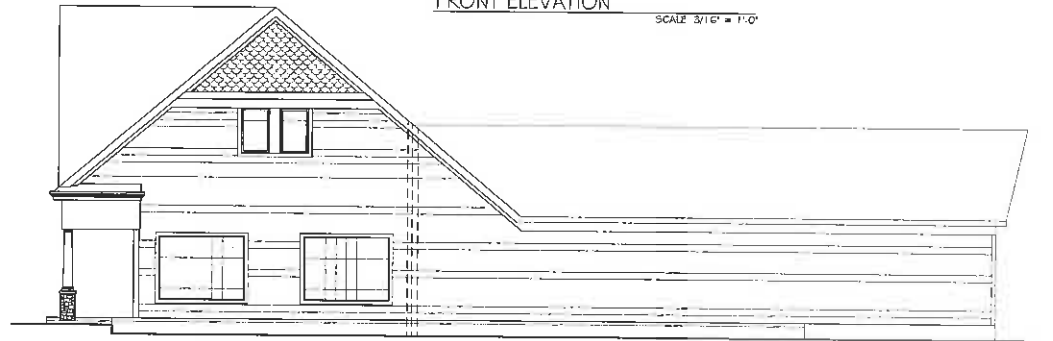 FRONT ELEVATION
SCALE 3/16" = 1'-0"